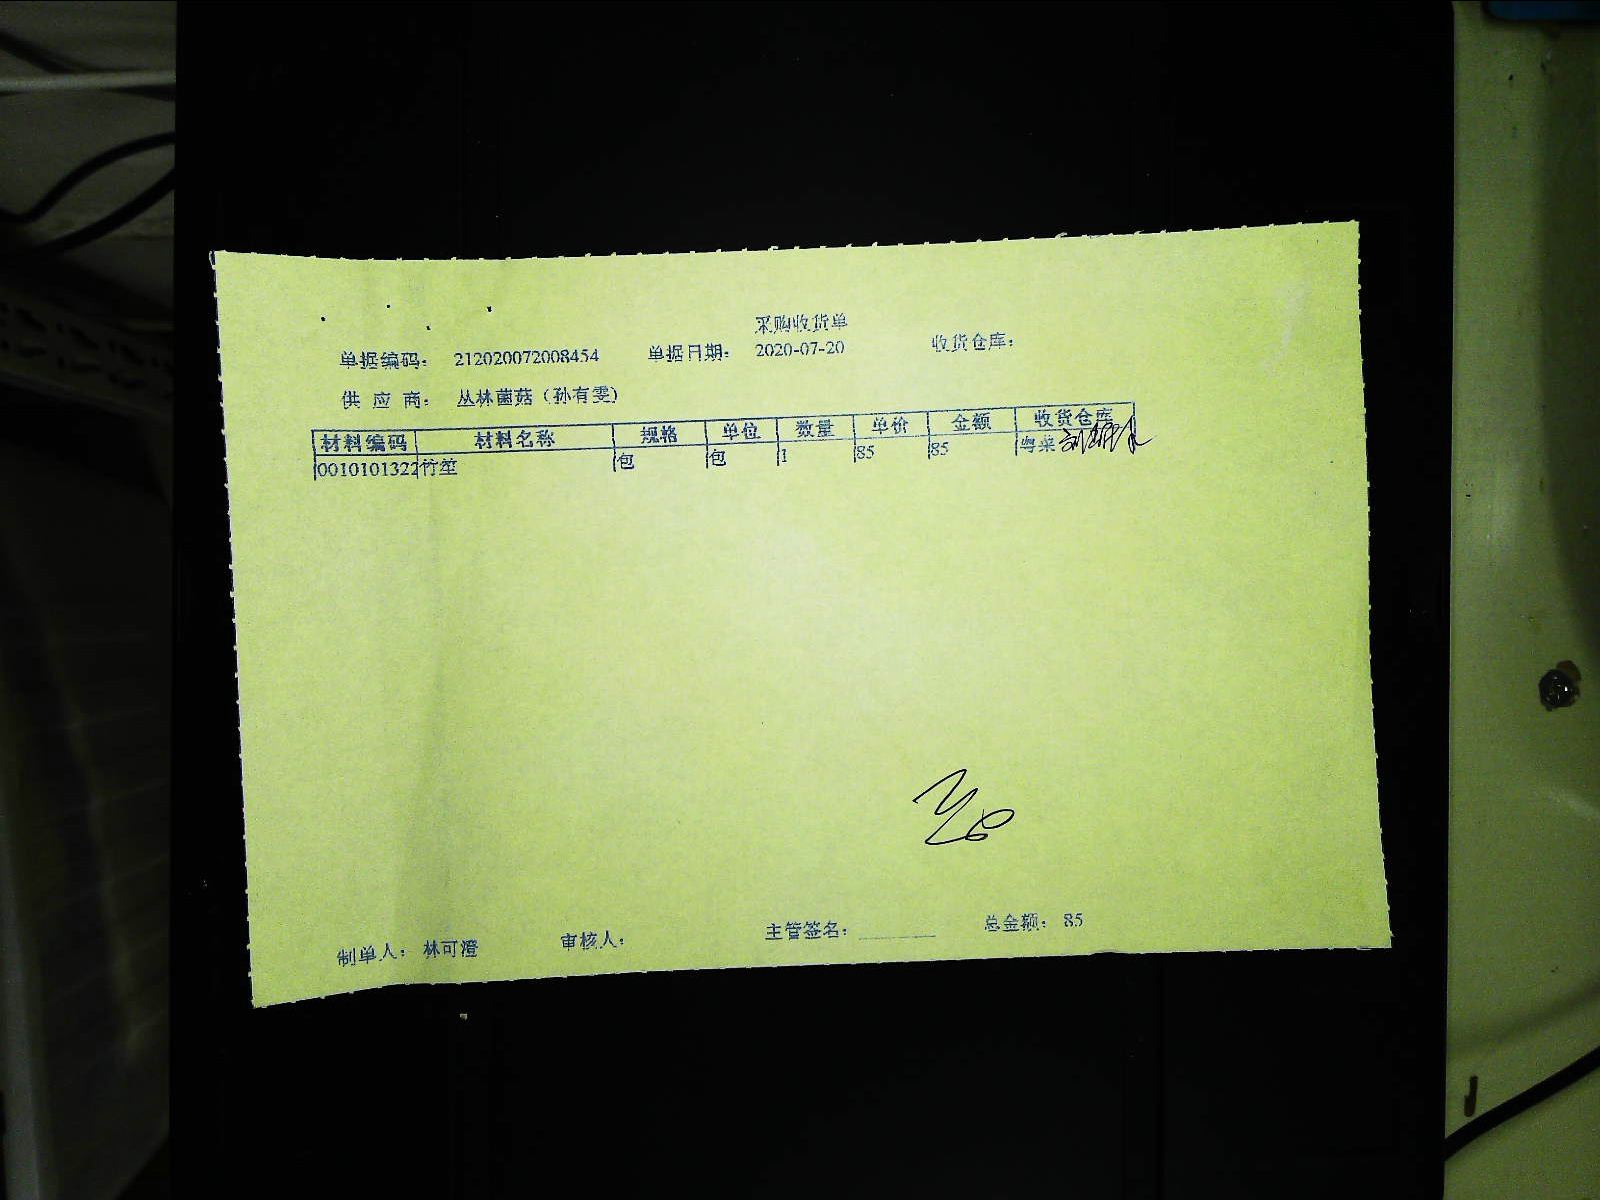 采购收货单
单据编码： 212020072008454 单据日期： 2020-07-20 收货仓库：
供 应 商： 丛林菌菇（孙有雯）
材料编码 材料名称 规格 单位 数量 单价 金额 收货仓库
0010101322 竹笙 包 包 1 85 85 粤菜
制单人： 林可澄 审核人： 主管签名： 总金额： 85